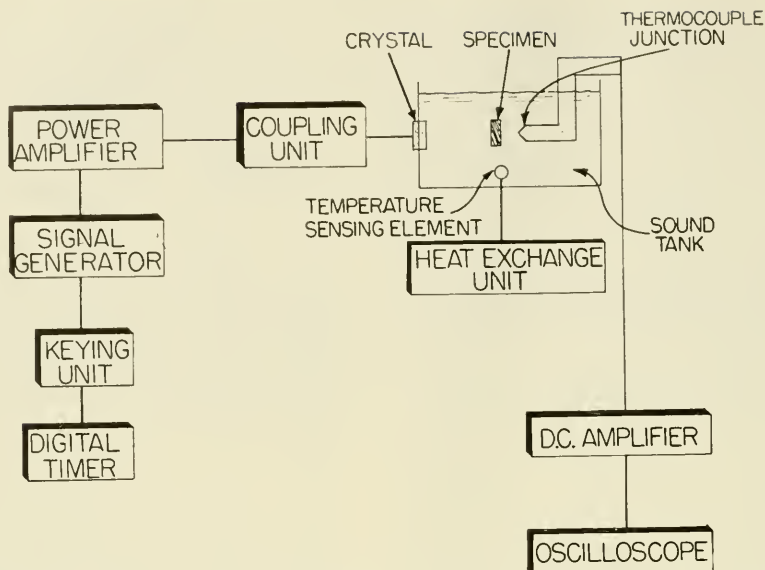 THERMOCOUPLE
JUNCTION
CRYSTAL
SPECIMEN
POWER
AMPLIFIER
COUPLING
UNIT
TEMPERATURE
SENSING ELEMENT
SOUND
TANK
SIGNAL
GENERATOR
HEAT EXCHANGE
UNIT
KEYING
UNIT
DIGITAL
TIMER
D.C. AMPLIFIER
OSCILLOSCOPE